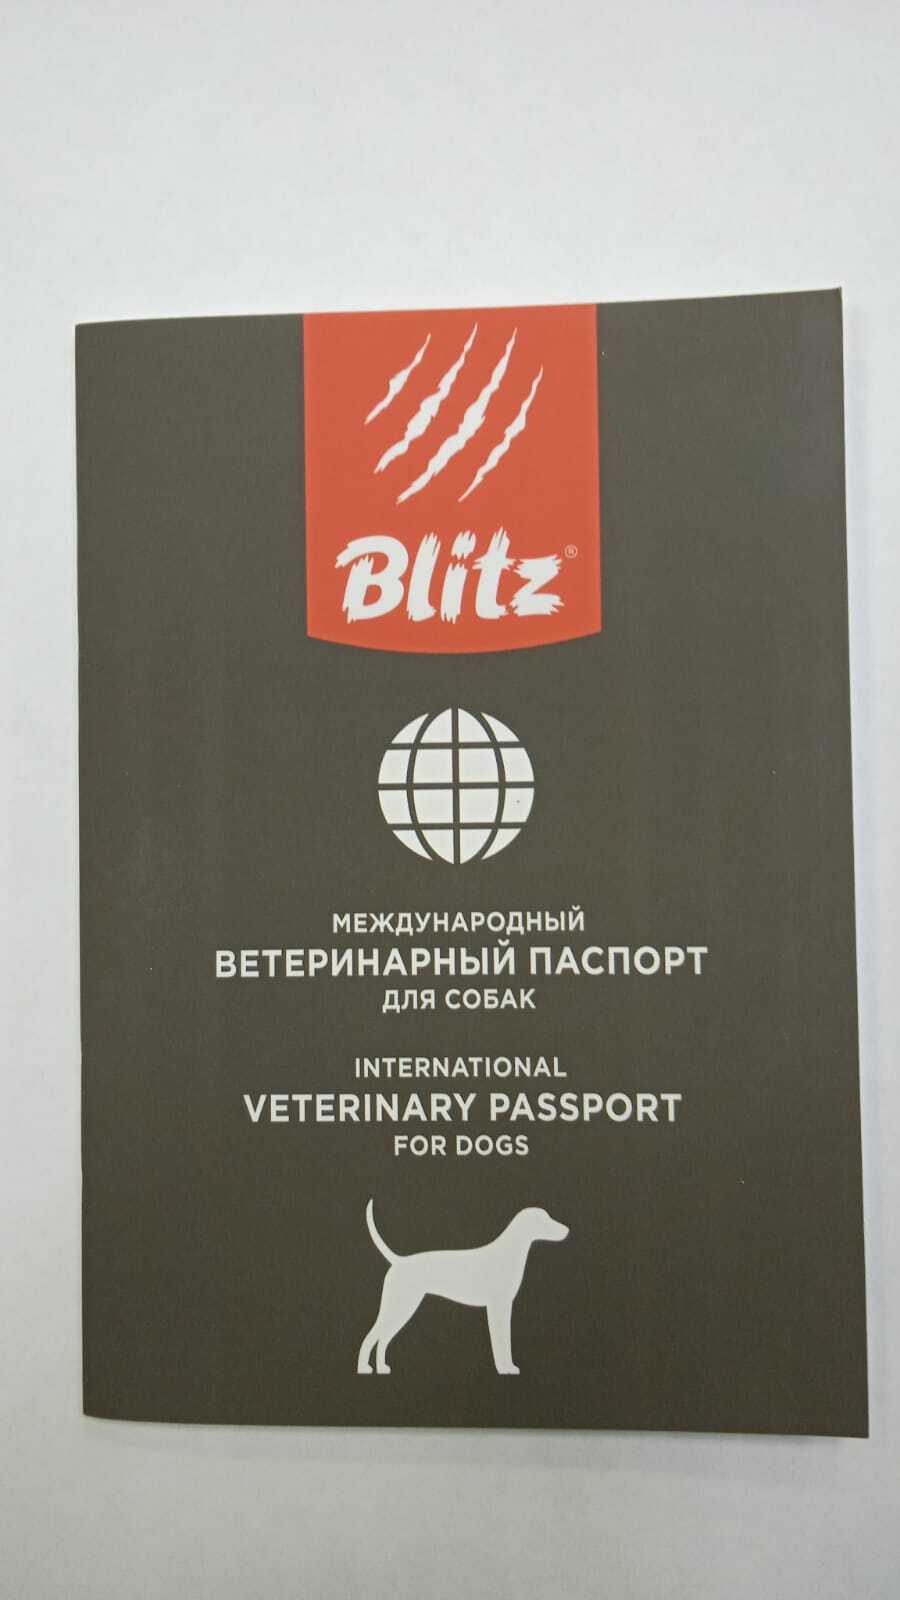 Blitz®
МЕЖДУНАРОДНЫЙ
ВЕТЕРИНАРНЫЙ ПАСПОРТ
ДЛЯ СОБАК
INTERNATIONAL
VETERINARY PASSPORT
FOR DOGS